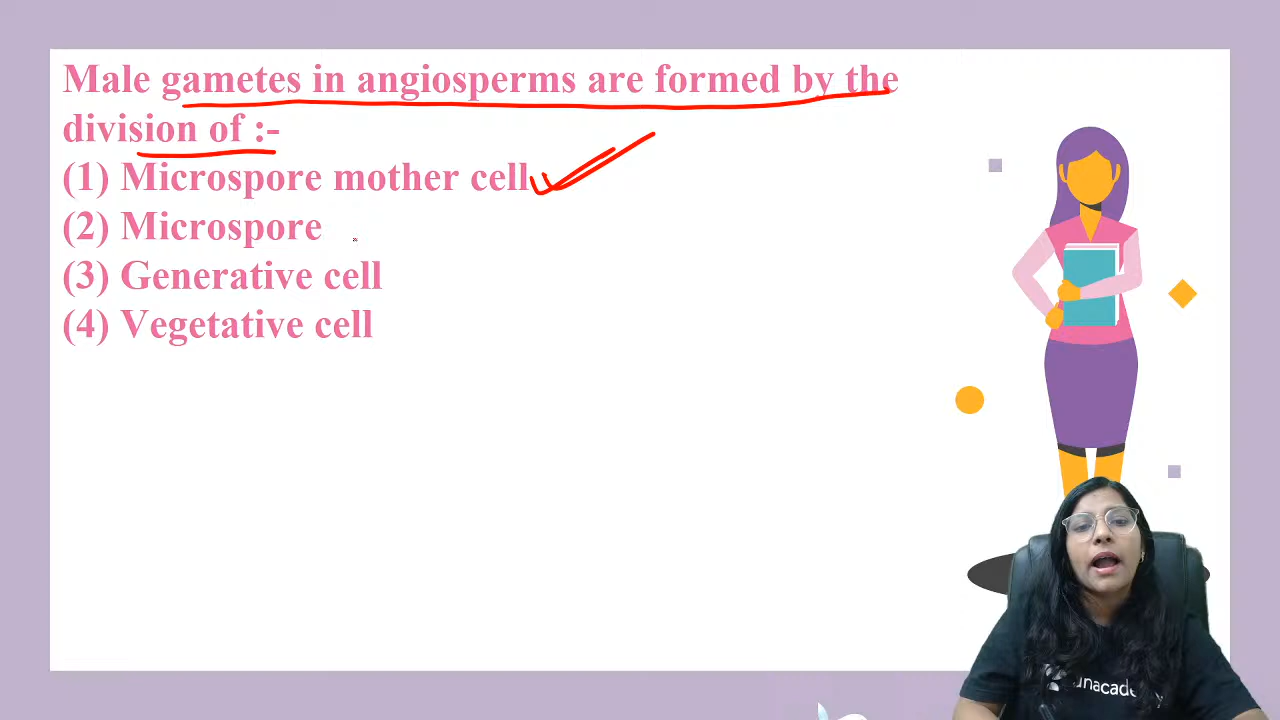 Male gametes in angiosperms are formed by the
division of :-
(1) Microspore mother cell
(2) Microspore
(3) Generative cell
(4) Vegetative cell